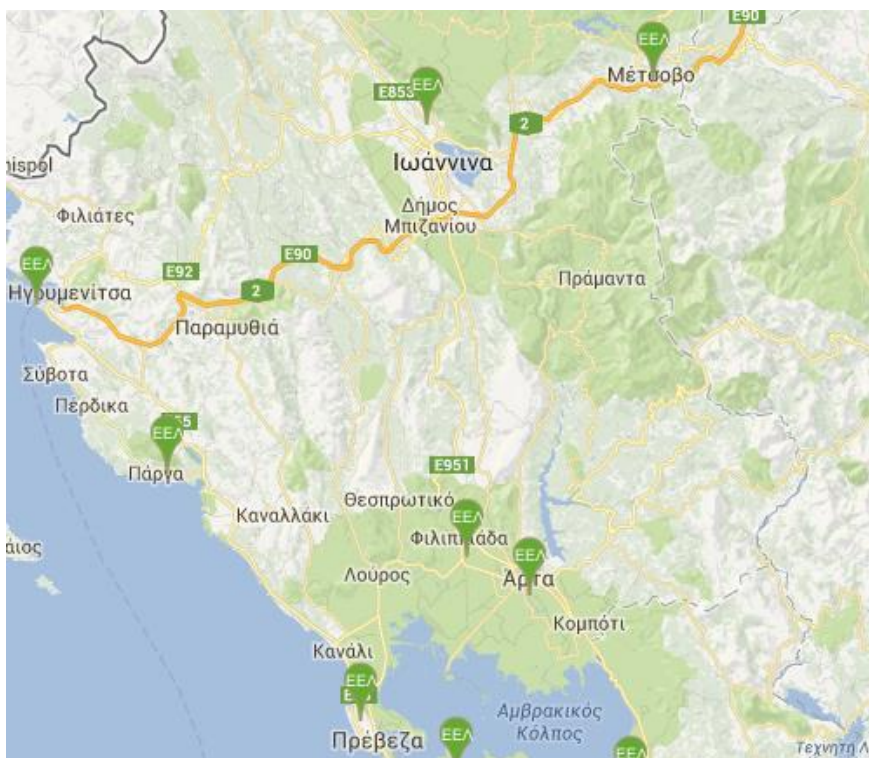 E90
ΕΕΛ
Μέτσοβο
E853
ΕΕΛ
2
Ιωάννινα
Δήμος
Μπιζανίου
Φιλιάτες
E90
E92
ΕΕΛ
Ηγουμενίτσα
2
Πράμαντα
Παραμυθιά
Σύβοτα
Πέρδικα
ΕΕΛ
Πάργα
E951
Θεσπρωτικό
Καναλλάκι
ΕΕΛ
Φιλιππιάδα
Λούρος
ΕΕΛ
Άρτα
Κομπότι
Κανάλι
ΕΕΛ
Αμβρακικός
Κόλπος
Πρέβεζα
ΕΕΛ
ΕΕΛ